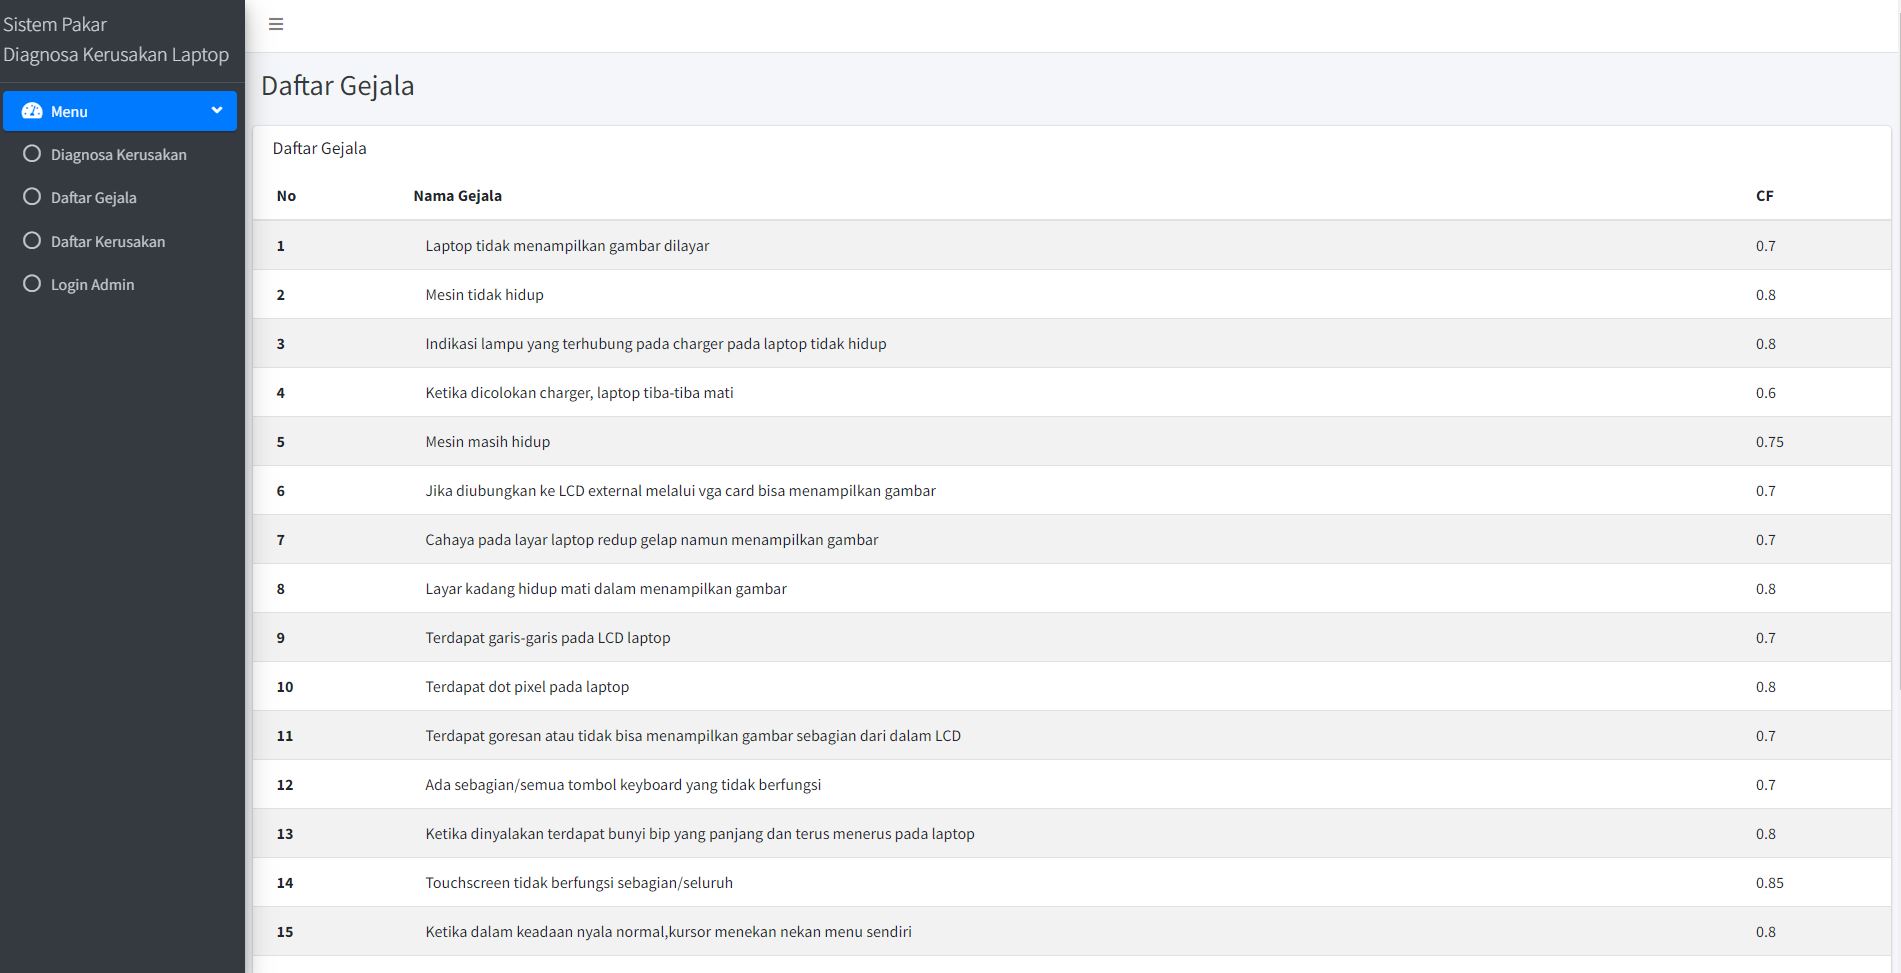 Sistem Pakar
Diagnosa Kerusakan Laptop
Menu
Diagnosa Kerusakan
Daftar Gejala
Daftar Kerusakan
Login Admin
Daftar Gejala
Daftar Gejala
No Nama Gejala CF
1 Laptop tidak menampilkan gambar dilayar 0.7
2 Mesin tidak hidup 0.8
3 Indikasi lampu yang terhubung pada charger pada laptop tidak hidup 0.8
4 Ketika dicolokan charger, laptop tiba-tiba mati 0.6
5 Mesin masih hidup 0.75
6 Jika diubungkan ke LCD external melalui vga card bisa menampilkan gambar 0.7
7 Cahaya pada layar laptop redup gelap namun menampilkan gambar 0.7
8 Layar kadang hidup mati dalam menampilkan gambar 0.8
9 Terdapat garis-garis pada LCD laptop 0.7
10 Terdapat dot pixel pada laptop 0.8
11 Terdapat goresan atau tidak bisa menampilkan gambar sebagian dari dalam LCD 0.7
12 Ada sebagian/semua tombol keyboard yang tidak berfungsi 0.7
13 Ketika dinyalakan terdapat bunyi bip yang panjang dan terus menerus pada laptop 0.8
14 Touchscreen tidak berfungsi sebagian/seluruh 0.85
15 Ketika dalam keadaan nyala normal,kursor menekan nekan menu sendiri 0.8